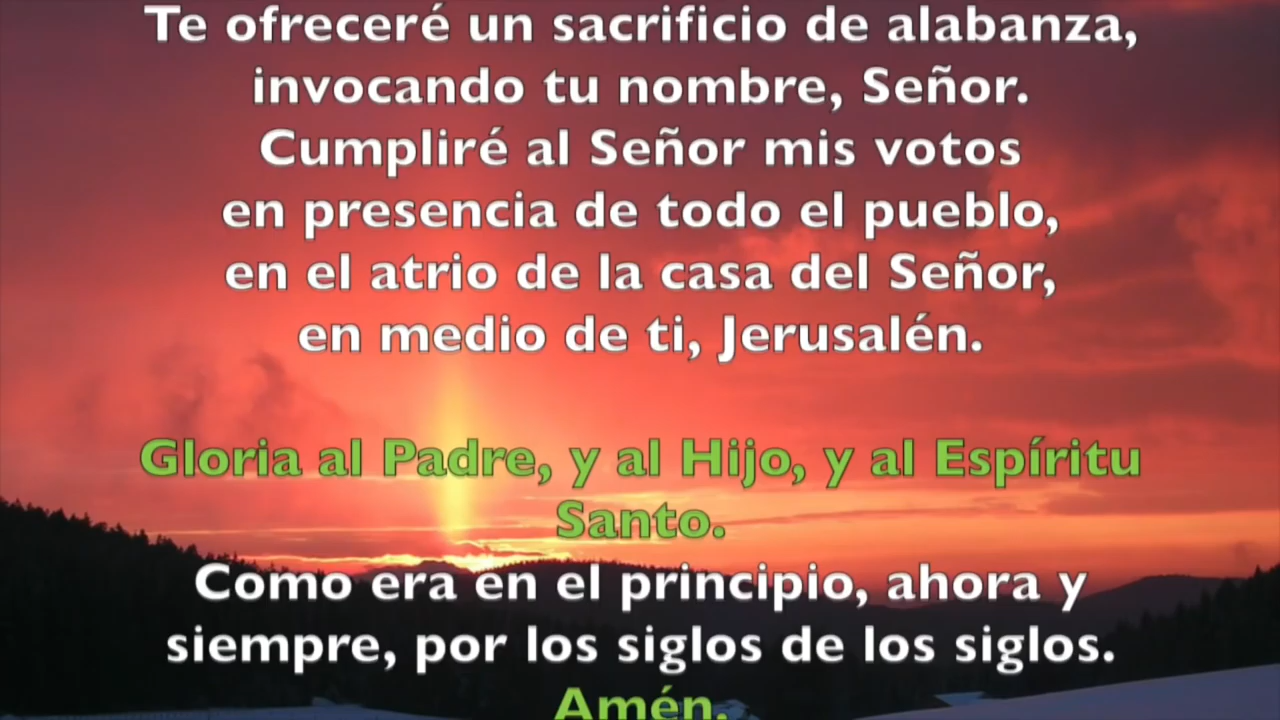 Te ofreceré un sacrificio de alabanza,
invocando tu nombre, Señor.
Cumpliré al Señor mis votos
en presencia de todo el pueblo,
en el atrio de la casa del Señor,
en medio de ti, Jerusalén.
Gloria al Padre, y al Hijo, y al Espíritu
Santo.
Como era en el principio, ahora y
siempre, por los siglos de los siglos.
Amén.